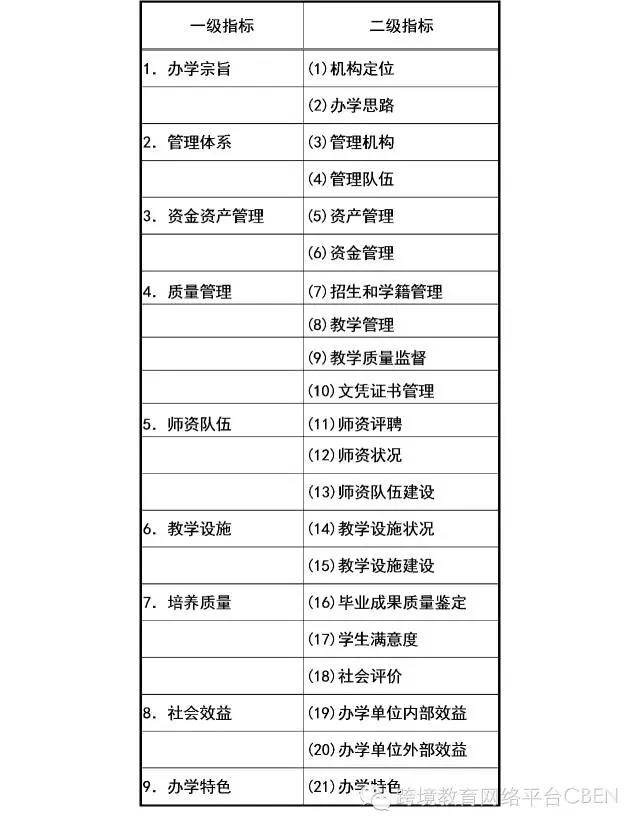 一级指标 二级指标
1. 办学宗旨 (1)机构定位
(2)办学思路
2. 管理体系 (3)管理机构
(4)管理队伍
3. 资金资产管理 (5)资产管理
(6)资金管理
4. 质量管理 (7)招生和学籍管理
(8)教学管理
(9)教学质量监督
(10)文凭证书管理
5. 师资队伍 (11)师资评聘
(12)师资状况
(13)师资队伍建设
6. 教学设施 (14)教学设施状况
(15)教学设施建设
7. 培养质量 (16)毕业成果质量鉴定
(17)学生满意度
(18)社会评价
8. 社会效益 (19)办学单位内部效益
(20)办学单位外部效益
9. 办学特色 (21)办学特色
跨境教育网络平台CBEN